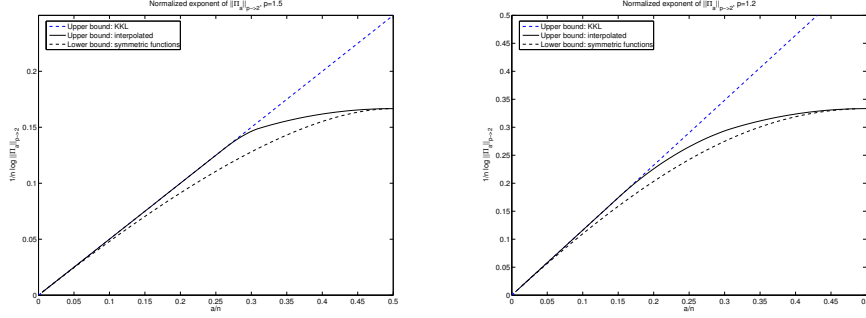 Normalized exponent of ||Π_a||_{p->2}, p=1.5
Upper bound: KKL
Upper bound: interpolated
Lower bound: symmetric functions
1/n log ||Π_a||_{p->2}
0.2
0.15
0.1
0.05
0
0 0.05 0.1 0.15 0.2 0.25 0.3 0.35 0.4 0.45 0.5
a/n
Normalized exponent of ||Π_a||_{p->2}, p=1.2
Upper bound: KKL
Upper bound: interpolated
Lower bound: symmetric functions
1/n log ||Π_a||_{p->2}
0.5
0.45
0.4
0.35
0.3
0.25
0.2
0.15
0.1
0.05
0
0 0.05 0.1 0.15 0.2 0.25 0.3 0.35 0.4 0.45 0.5
a/n